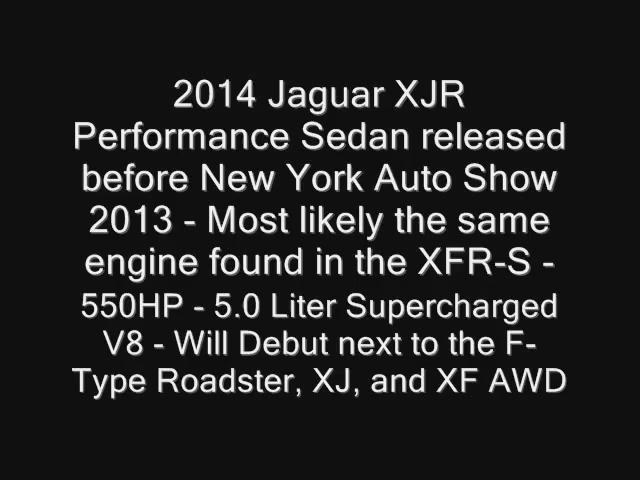 2014 Jaguar XJR
Performance Sedan released
before New York Auto Show
2013 - Most likely the same
engine found in the XFR-S -
550HP - 5.0 Liter Supercharged
V8 - Will Debut next to the F-
Type Roadster, XJ, and XF AWD